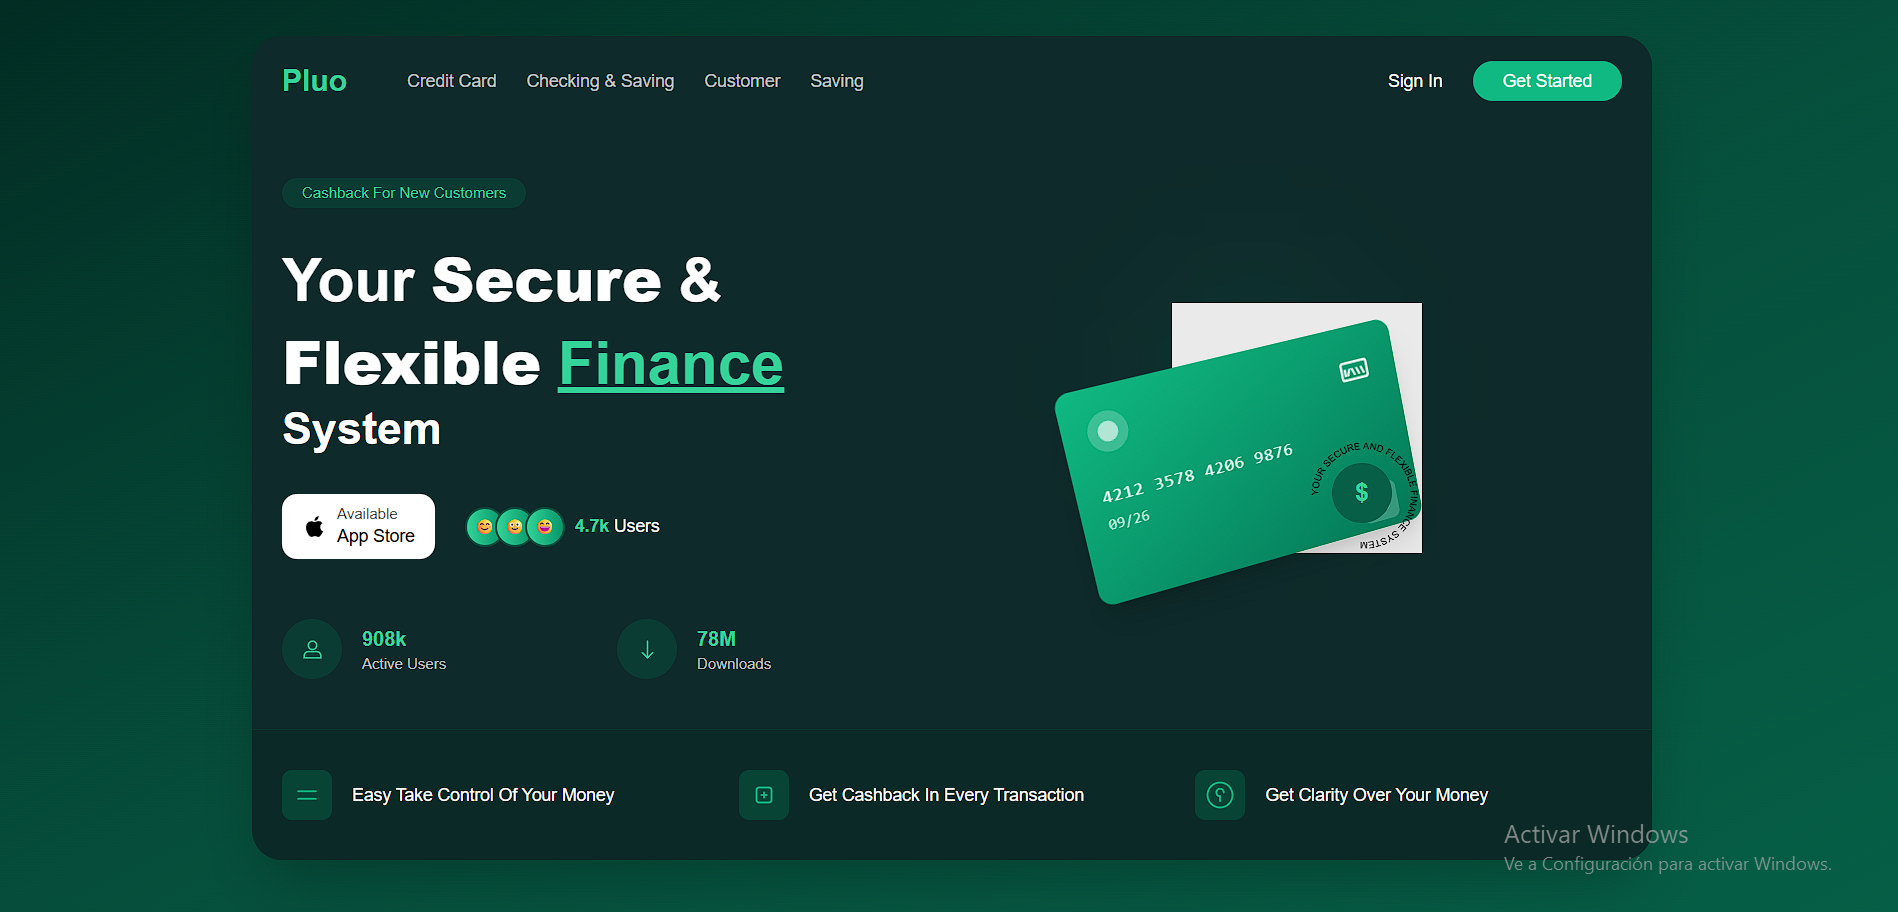 Pluo
Credit Card
Checking & Saving
Customer
Saving
Sign In
Get Started
Cashback For New Customers
Your Secure &
Flexible Finance
System
Available
App Store
4.7k Users
908k
Active Users
78M
Downloads
4212 3578 4206 9876
09/26
YOUR SECURE AND FLEXIBLE FINANCE SYSTEM
$
Easy Take Control Of Your Money
Get Cashback In Every Transaction
Get Clarity Over Your Money
Activar Windows
Ve a Configuración para activar Windows.